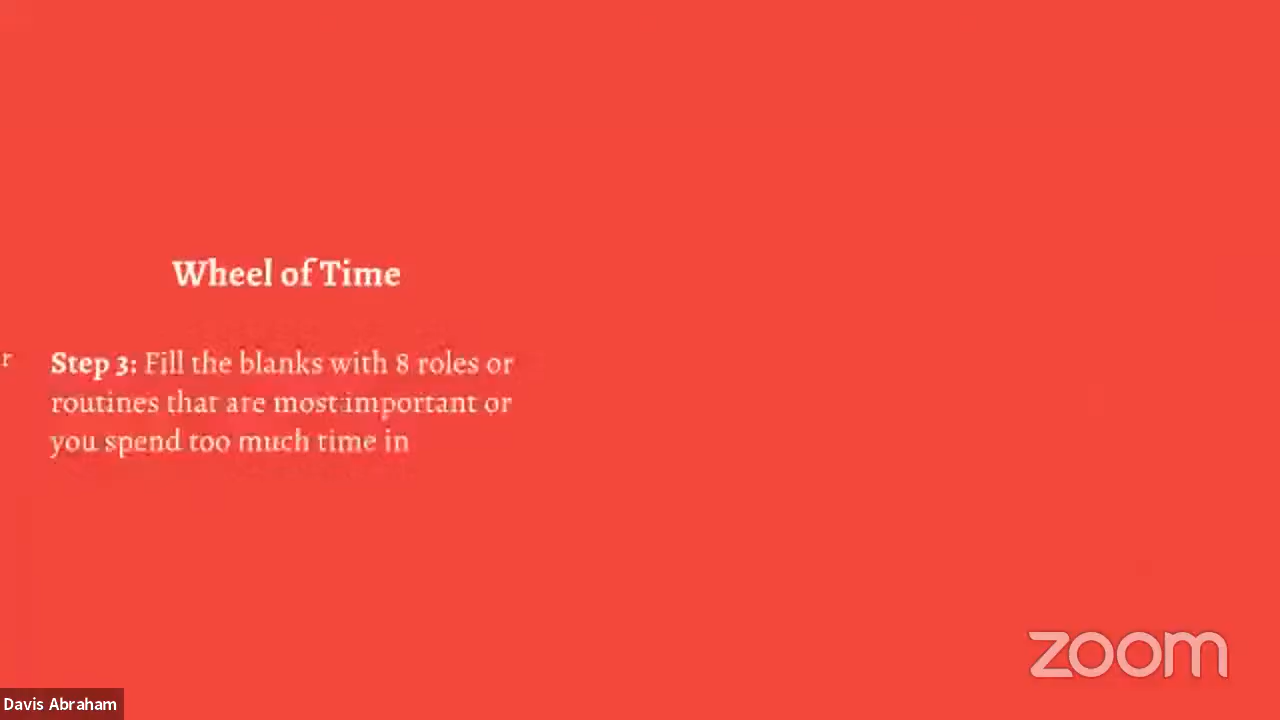 Wheel of Time
r
Step 3: Fill the blanks with 8 roles or
routines that are most important or
you spend too much time in
zoom
Davis Abraham